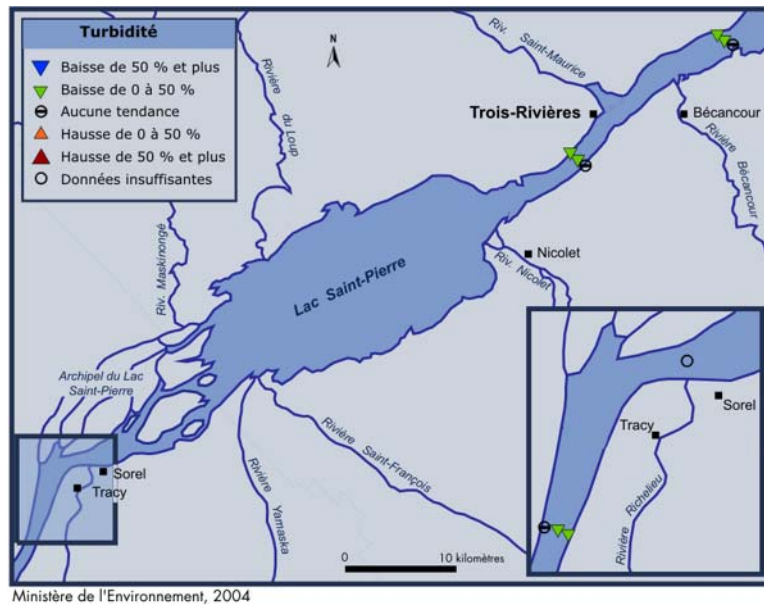 Turbidité
Baisse de 50 % et plus
Baisse de 0 à 50 %
Aucune tendance
Hausse de 0 à 50 %
Hausse de 50 % et plus
Données insuffisantes
N
Rivière
du Loup
Riv. Saint-Maurice
Trois-Rivières
Bécancour
Rivière
Bécancour
Riv. Maskinongé
Lac Saint-Pierre
Nicolet
Riv. Nicolet
Archipel du Lac
Saint-Pierre
Sorel
Tracy
Rivière
Yamaska
Rivière Saint-François
0 10 kilomètres
Sorel
Tracy
Rivière Richelieu
Ministère de l'Environnement, 2004